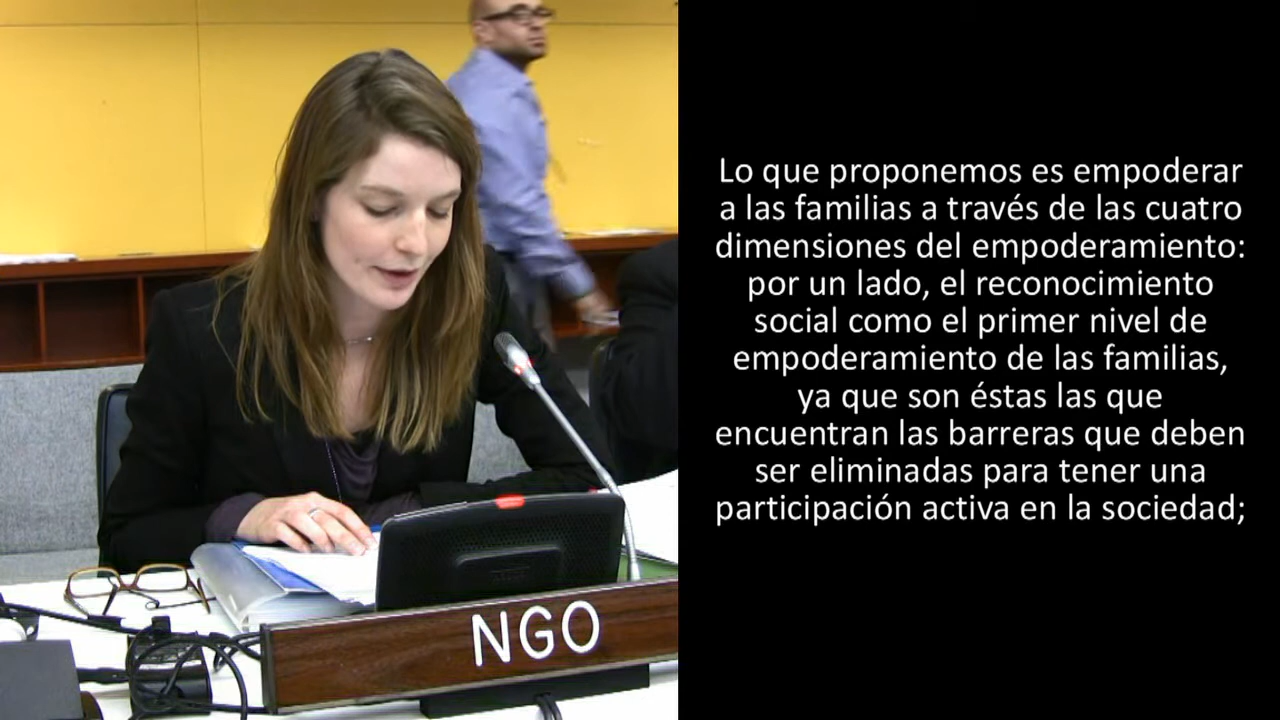 Lo que proponemos es empoderar
a las familias a través de las cuatro
dimensiones del empoderamiento:
por un lado, el reconocimiento
social como el primer nivel de
empoderamiento de las familias,
ya que son éstas las que
encuentran las barreras que deben
ser eliminadas para tener una
participación activa en la sociedad;
NGO